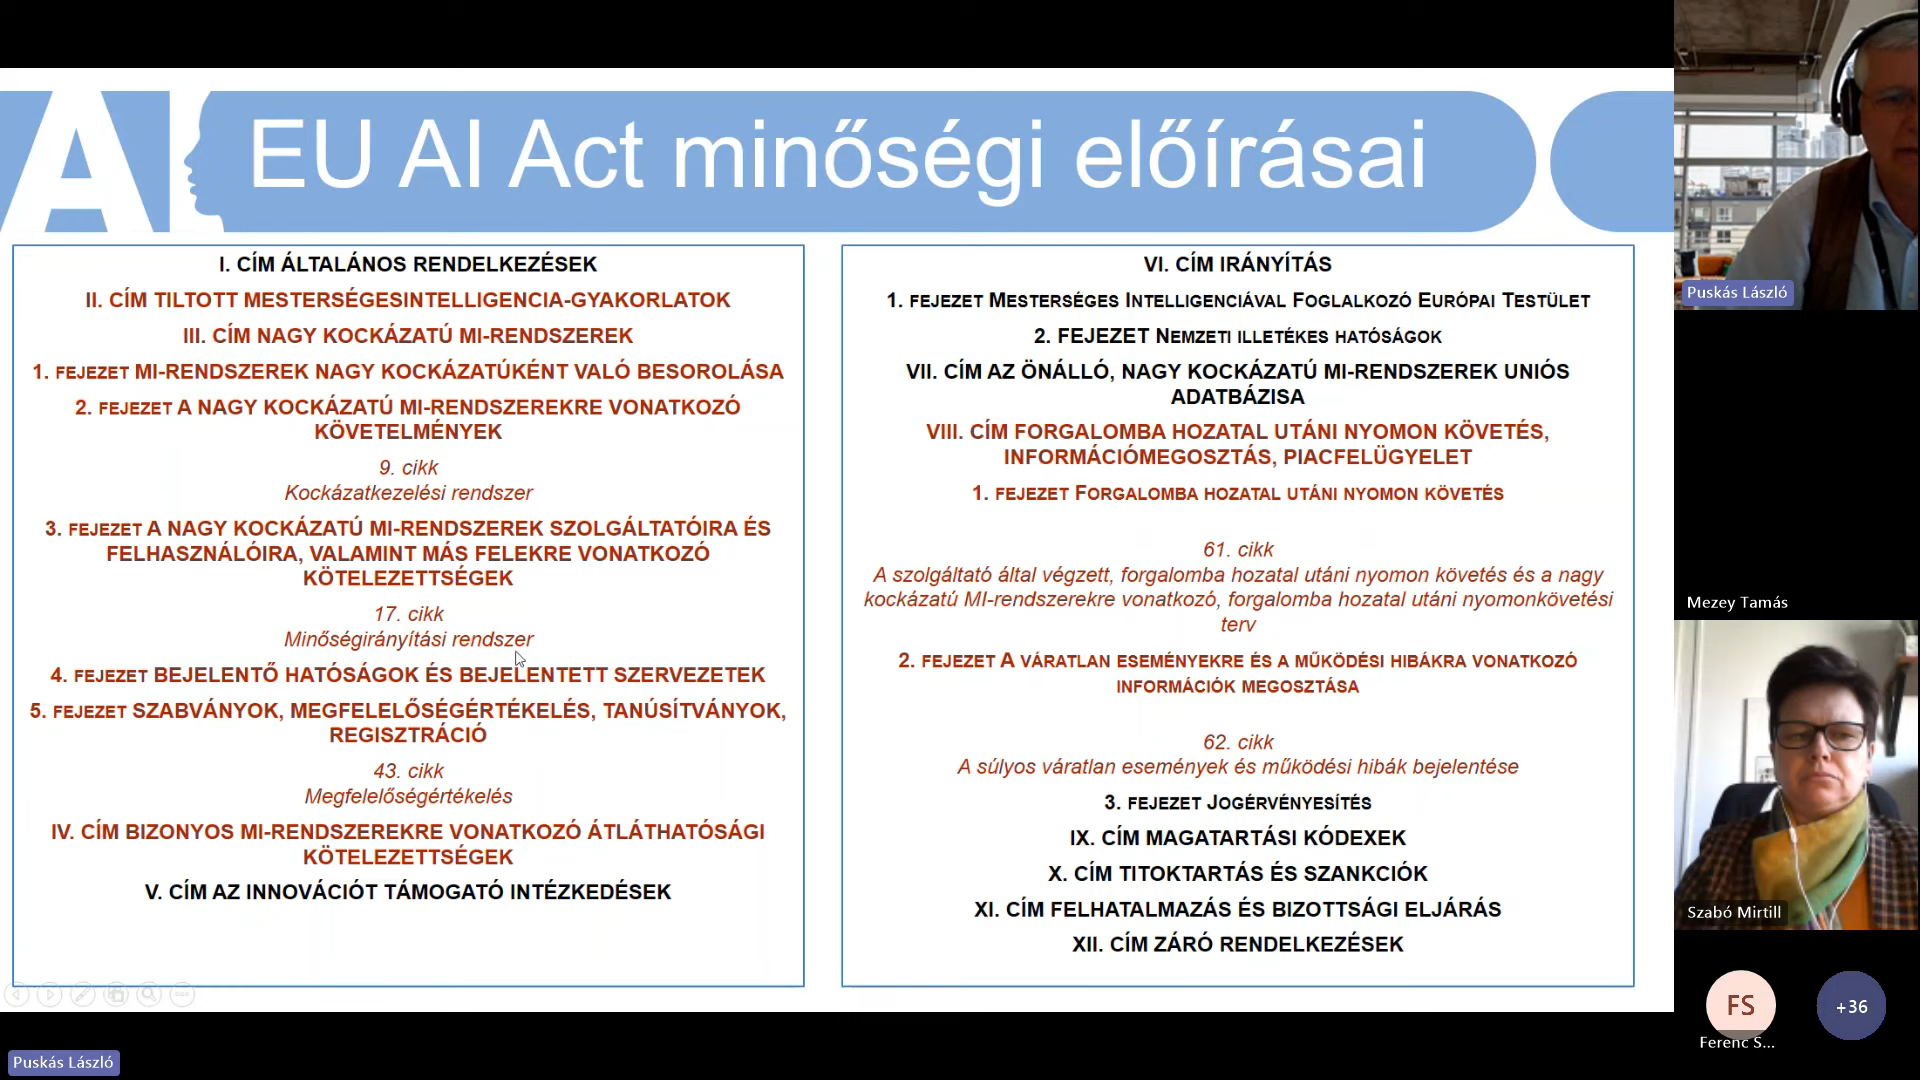 AI
EU AI Act minőségi előírásai
I. CÍM ÁLTALÁNOS RENDELKEZÉSEK
II. CÍM TILTOTT MESTERSÉGESINTELLIGENCIA-GYAKORLATOK
III. CÍM NAGY KOCKÁZATÚ MI-RENDSZEREK
1. FEJEZET MI-RENDSZEREK NAGY KOCKÁZATÚKÉNT VALÓ BESOROLÁSA
2. FEJEZET A NAGY KOCKÁZATÚ MI-RENDSZEREKRE VONATKOZÓ
KÖVETELMÉNYEK
9. cikk
Kockázatkezelési rendszer
3. FEJEZET A NAGY KOCKÁZATÚ MI-RENDSZEREK SZOLGÁLTATÓIRA ÉS
FELHASZNÁLÓIRA, VALAMINT MÁS FELEKRE VONATKOZÓ
KÖTELEZETTSÉGEK
17. cikk
Minőségirányítási rendszer
4. FEJEZET BEJELENTŐ HATÓSÁGOK ÉS BEJELENTETT SZERVEZETEK
5. FEJEZET SZABVÁNYOK, MEGFELELŐSÉGÉRTÉKELÉS, TANÚSÍTVÁNYOK,
REGISZTRÁCIÓ
43. cikk
Megfelelőségértékelés
IV. CÍM BIZONYOS MI-RENDSZEREKRE VONATKOZÓ ÁTLÁTHATÓSÁGI
KÖTELEZETTSÉGEK
V. CÍM AZ INNOVÁCIÓT TÁMOGATÓ INTÉZKEDÉSEK
VI. CÍM IRÁNYÍTÁS
1. FEJEZET MESTERSÉGES INTELLIGENCIÁVAL FOGLALKOZÓ EURÓPAI TESTÜLET
2. FEJEZET NEMZETI ILLETÉKES HATÓSÁGOK
VII. CÍM AZ ÖNÁLLÓ, NAGY KOCKÁZATÚ MI-RENDSZEREK UNIÓS
ADATBÁZISA
VIII. CÍM FORGALOMBA HOZATAL UTÁNI NYOMON KÖVETÉS,
INFORMÁCIÓMEGOSZTÁS, PIACFELÜGYELET
1. FEJEZET FORGALOMBA HOZATAL UTÁNI NYOMON KÖVETÉS
61. cikk
A szolgáltató által végzett, forgalomba hozatal utáni nyomon követés és a nagy
kockázatú MI-rendszerekre vonatkozó, forgalomba hozatal utáni nyomonkövetési
terv
2. FEJEZET A VÁRATLAN ESEMÉNYEKRE ÉS A MŰKÖDÉSI HIBÁKRA VONATKOZÓ
INFORMÁCIÓK MEGOSZTÁSA
62. cikk
A súlyos váratlan események és működési hibák bejelentése
3. FEJEZET JOGÉRVÉNYESÍTÉS
IX. CÍM MAGATARTÁSI KÓDEXEK
X. CÍM TITOKTARTÁS ÉS SZANKCIÓK
XI. CÍM FELHATALMAZÁS ÉS BIZOTTSÁGI ELJÁRÁS
XII. CÍM ZÁRÓ RENDELKEZÉSEK
Puskás László
Puskás László
Mezey Tamás
Szabó Mirtill
FS
Ferenc S...
+36